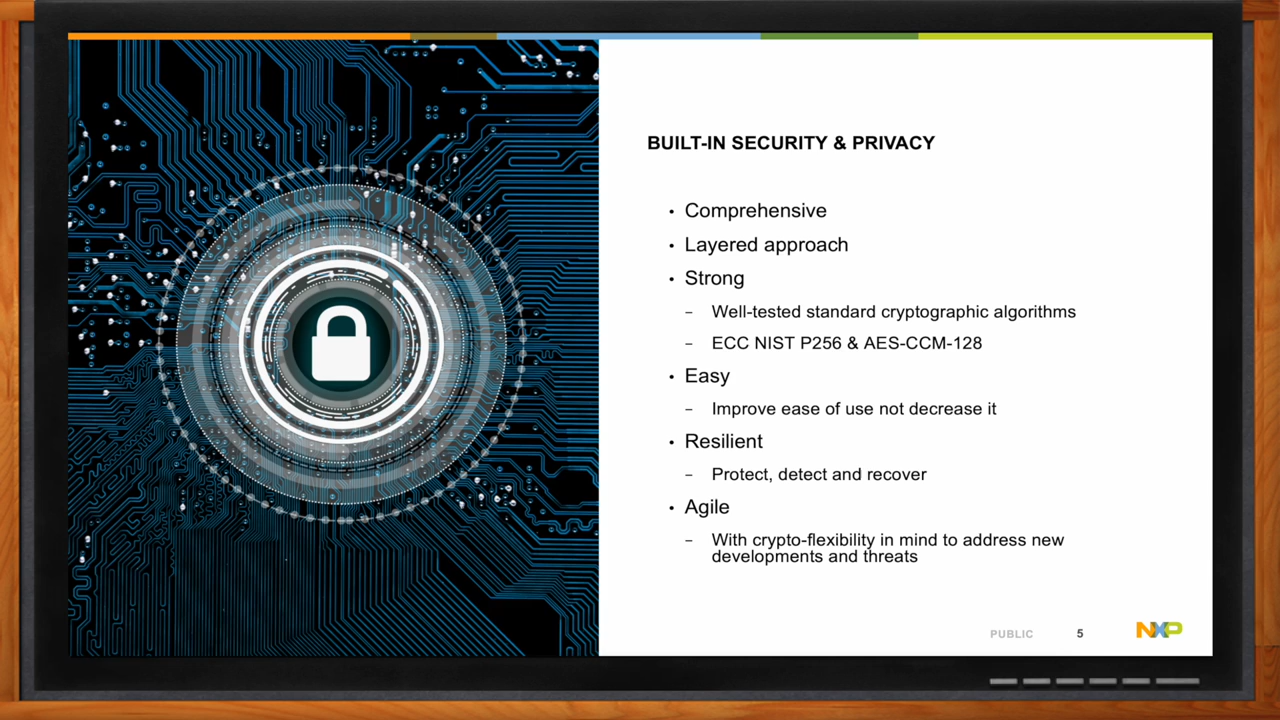 BUILT-IN SECURITY & PRIVACY
• Comprehensive
• Layered approach
• Strong
– Well-tested standard cryptographic algorithms
– ECC NIST P256 & AES-CCM-128
• Easy
– Improve ease of use not decrease it
• Resilient
– Protect, detect and recover
• Agile
– With crypto-flexibility in mind to address new
developments and threats
PUBLIC 5 NXP